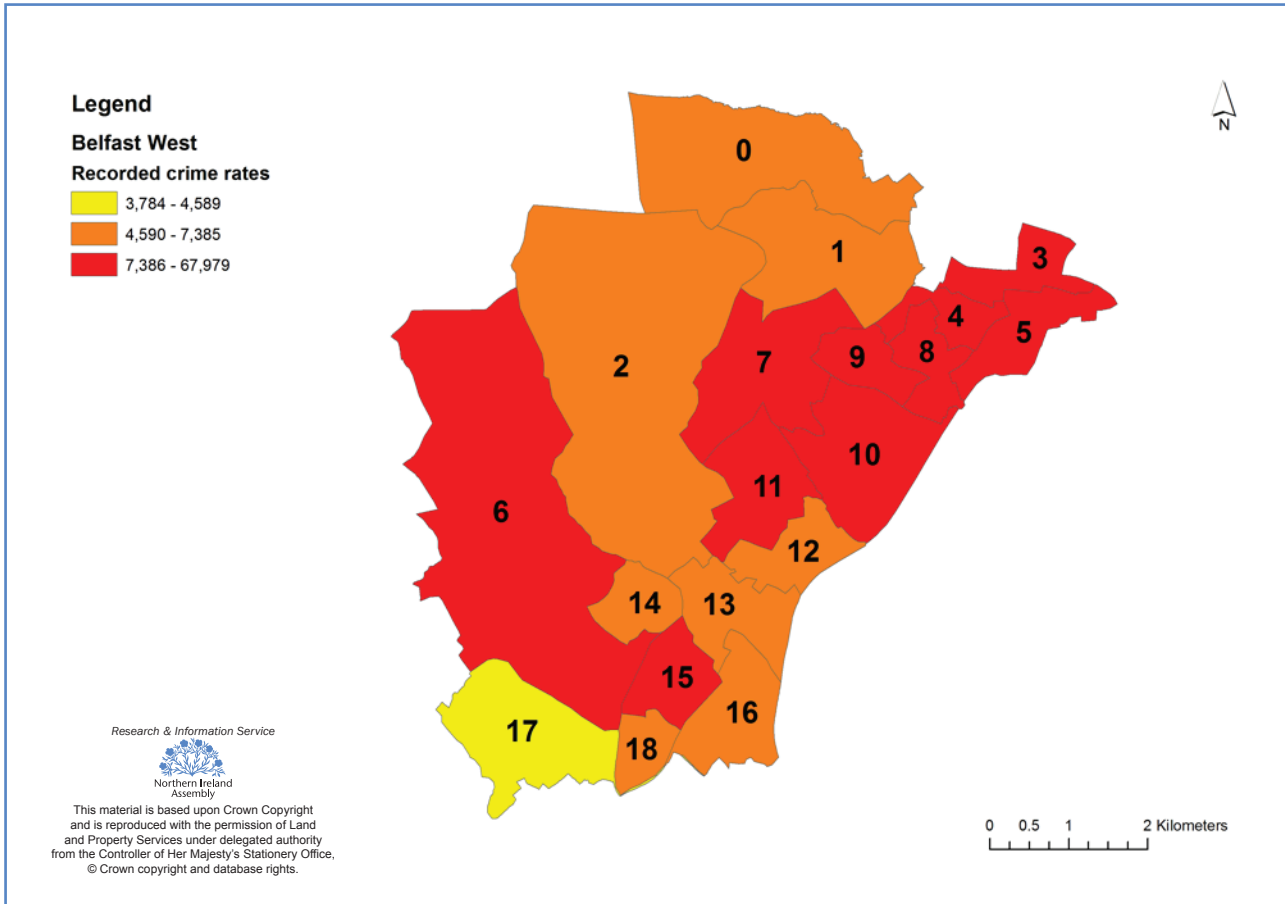 Legend
Belfast West
Recorded crime rates
3,784 - 4,589
4,590 - 7,385
7,386 - 67,979
N
0
1
2
3
4
5
6
7
8
9
10
11
12
13
14
15
16
17
18
Research & Information Service
Northern Ireland
Assembly
This material is based upon Crown Copyright
and is reproduced with the permission of Land
and Property Services under delegated authority
from the Controller of Her Majesty's Stationery Office,
© Crown copyright and database rights.
0 0.5 1 2 Kilometers